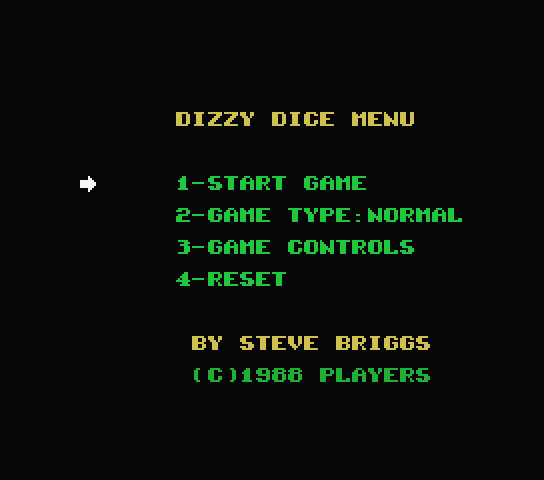 DIZZY DICE MENU
1-START GAME
2-GAME TYPE:NORMAL
3-GAME CONTROLS
4-RESET
BY STEVE BRIGGS
(C)1988 PLAYERS